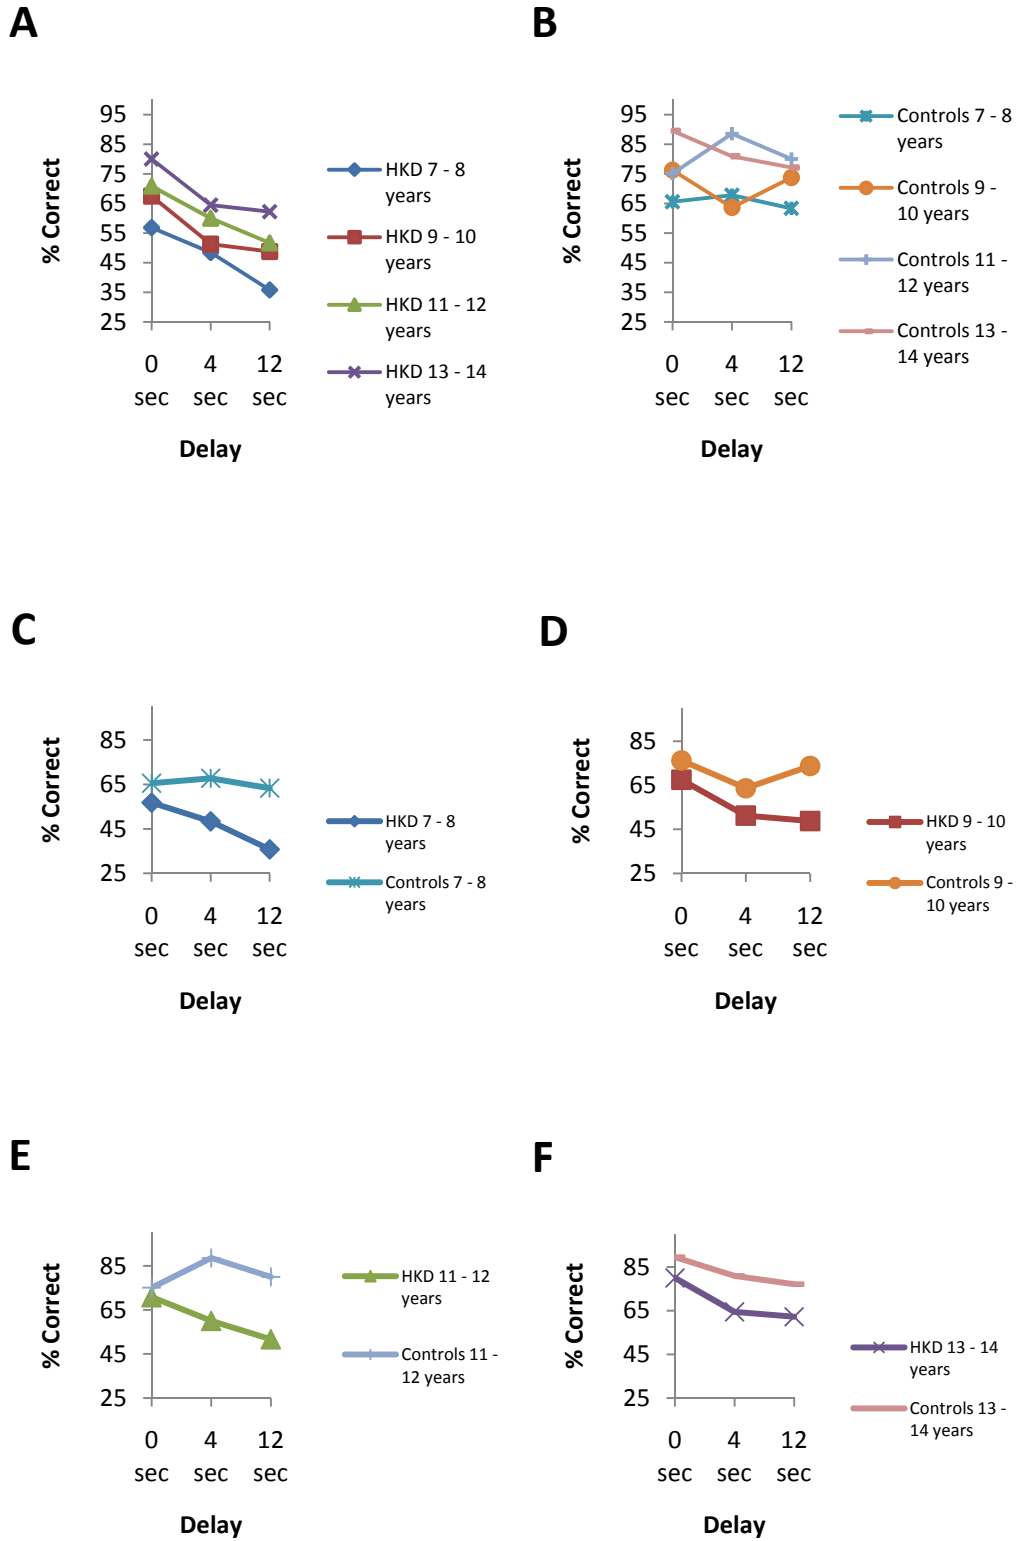 A
% Correct
95
85
75
65
55
45
35
25
0 4 12
sec sec sec
Delay
HKD 7 - 8
years
HKD 9 - 10
years
HKD 11 - 12
years
HKD 13 - 14
years
B
% Correct
95
85
75
65
55
45
35
25
0 4 12
sec sec sec
Delay
Controls 7 - 8
years
Controls 9 -
10 years
Controls 11 -
12 years
Controls 13 -
14 years
C
% Correct
85
65
45
25
0 4 12
sec sec sec
Delay
HKD 7 - 8
years
Controls 7 - 8
years
D
% Correct
85
65
45
25
0 4 12
sec sec sec
Delay
HKD 9 - 10
years
Controls 9 -
10 years
E
% Correct
85
65
45
25
0 4 12
sec sec sec
Delay
HKD 11 - 12
years
Controls 11 -
12 years
F
% Correct
85
65
45
25
0 4 12
sec sec sec
Delay
HKD 13 - 14
years
Controls 13 -
14 years